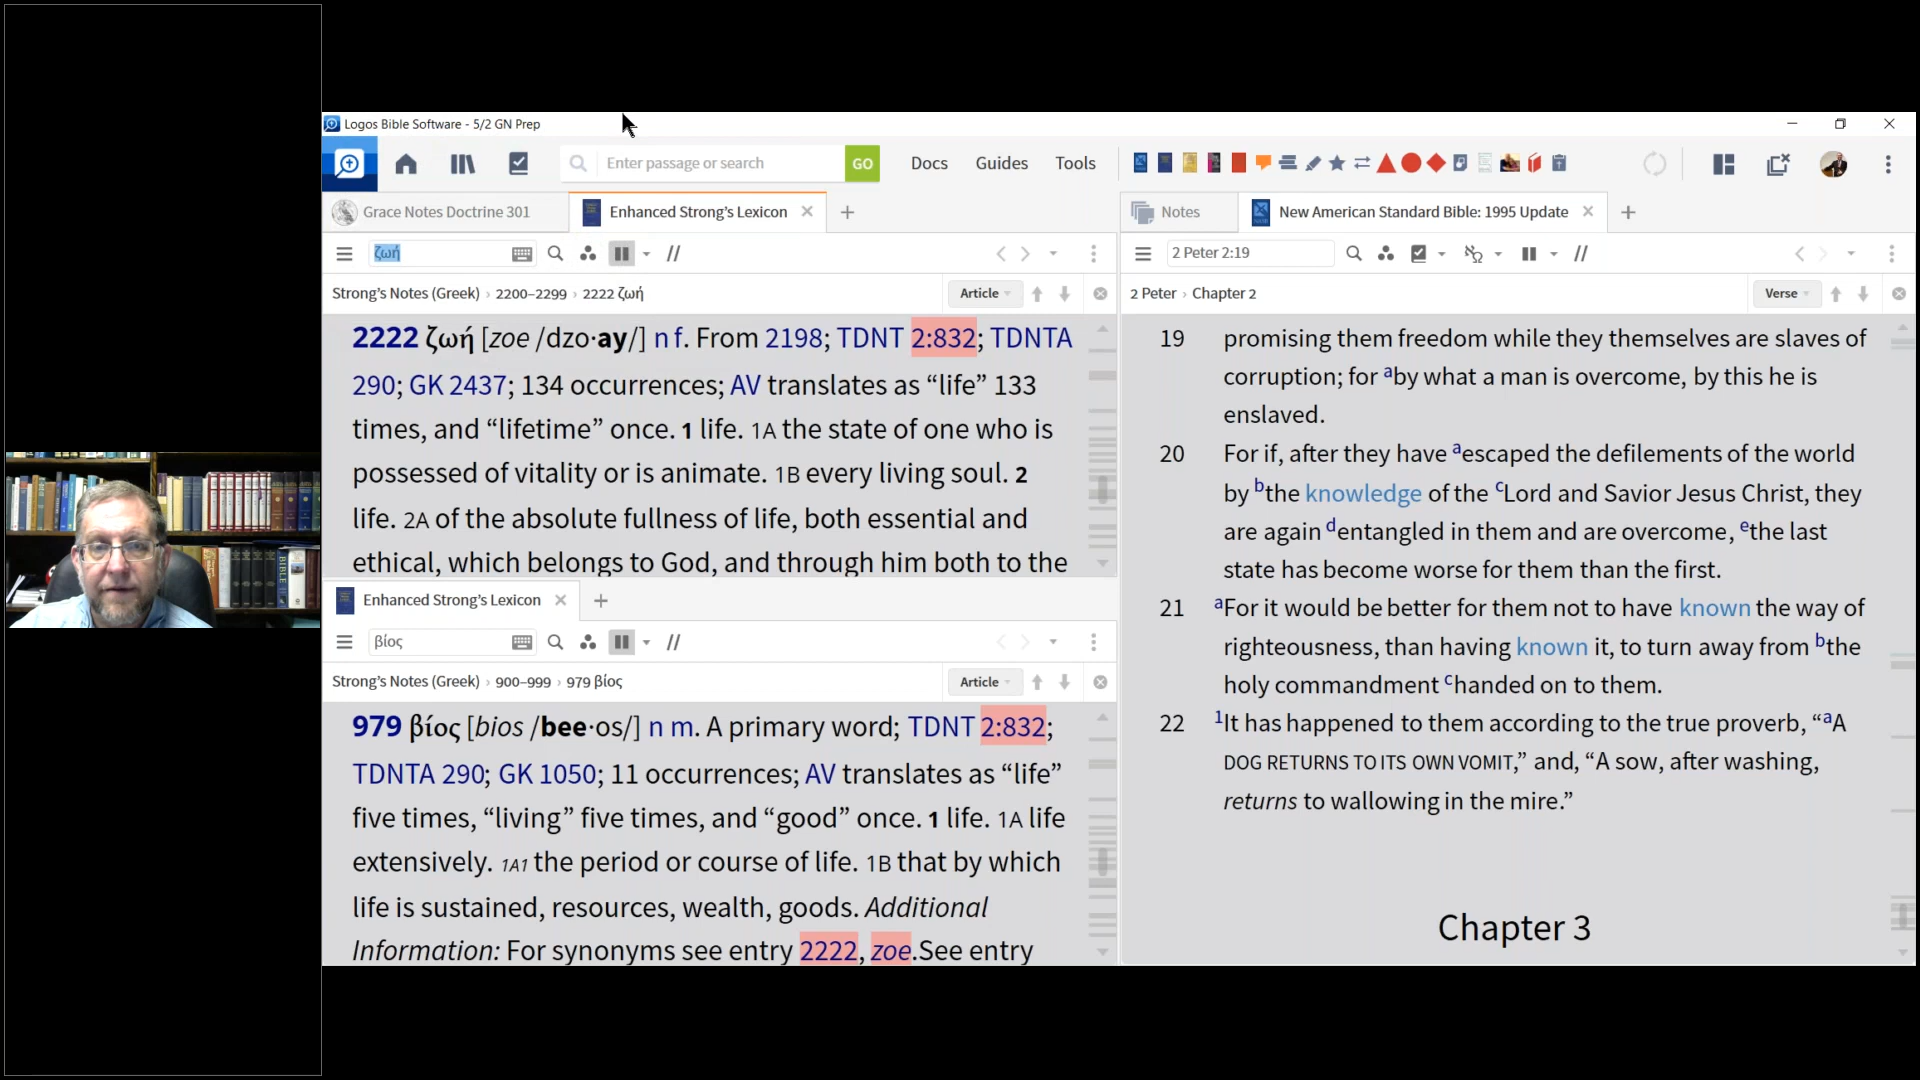 Logos Bible Software - 5/2 GN Prep
Enter passage or search
GO
Docs
Guides
Tools
Grace Notes Doctrine 301
Enhanced Strong's Lexicon
ζωή
Strong's Notes (Greek) › 2200–2299 › 2222 ζωή
Article
2222 ζωή [zoe /dzo·ay/] n f. From 2198; TDNT 2:832; TDNTA
290; GK 2437; 134 occurrences; AV translates as “life” 133
times, and “lifetime” once. 1 life. 1A the state of one who is
possessed of vitality or is animate. 1B every living soul. 2
life. 2A of the absolute fullness of life, both essential and
ethical, which belongs to God, and through him both to the
Enhanced Strong's Lexicon
βίος
Strong's Notes (Greek) › 900–999 › 979 βίος
Article
979 βίος [bios /bee·os/] n m. A primary word; TDNT 2:832;
TDNTA 290; GK 1050; 11 occurrences; AV translates as “life”
five times, “living” five times, and “good” once. 1 life. 1A life
extensively. 1A1 the period or course of life. 1B that by which
life is sustained, resources, wealth, goods. Additional
Information: For synonyms see entry 2222, zoe.See entry
Notes
New American Standard Bible: 1995 Update
2 Peter 2:19
2 Peter › Chapter 2
Verse
19 promising them freedom while they themselves are slaves of
corruption; for aby what a man is overcome, by this he is
enslaved.
20 For if, after they have aescaped the defilements of the world
by bthe knowledge of the cLord and Savior Jesus Christ, they
are again dentangled in them and are overcome, ethe last
state has become worse for them than the first.
21 aFor it would be better for them not to have known the way of
righteousness, than having known it, to turn away from bthe
holy commandment chanded on to them.
22 1It has happened to them according to the true proverb, “aA
DOG RETURNS TO ITS OWN VOMIT,” and, “A sow, after washing,
returns to wallowing in the mire.”
Chapter 3